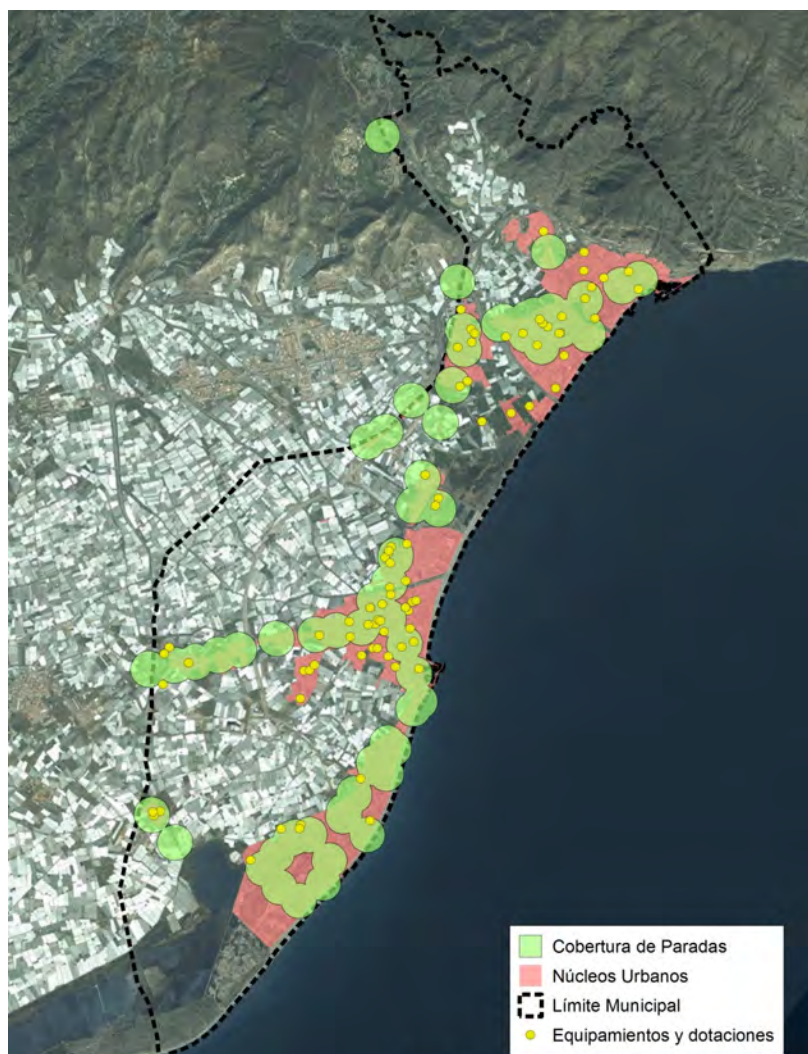 Cobertura de Paradas
Núcleos Urbanos
Límite Municipal
Equipamientos y dotaciones